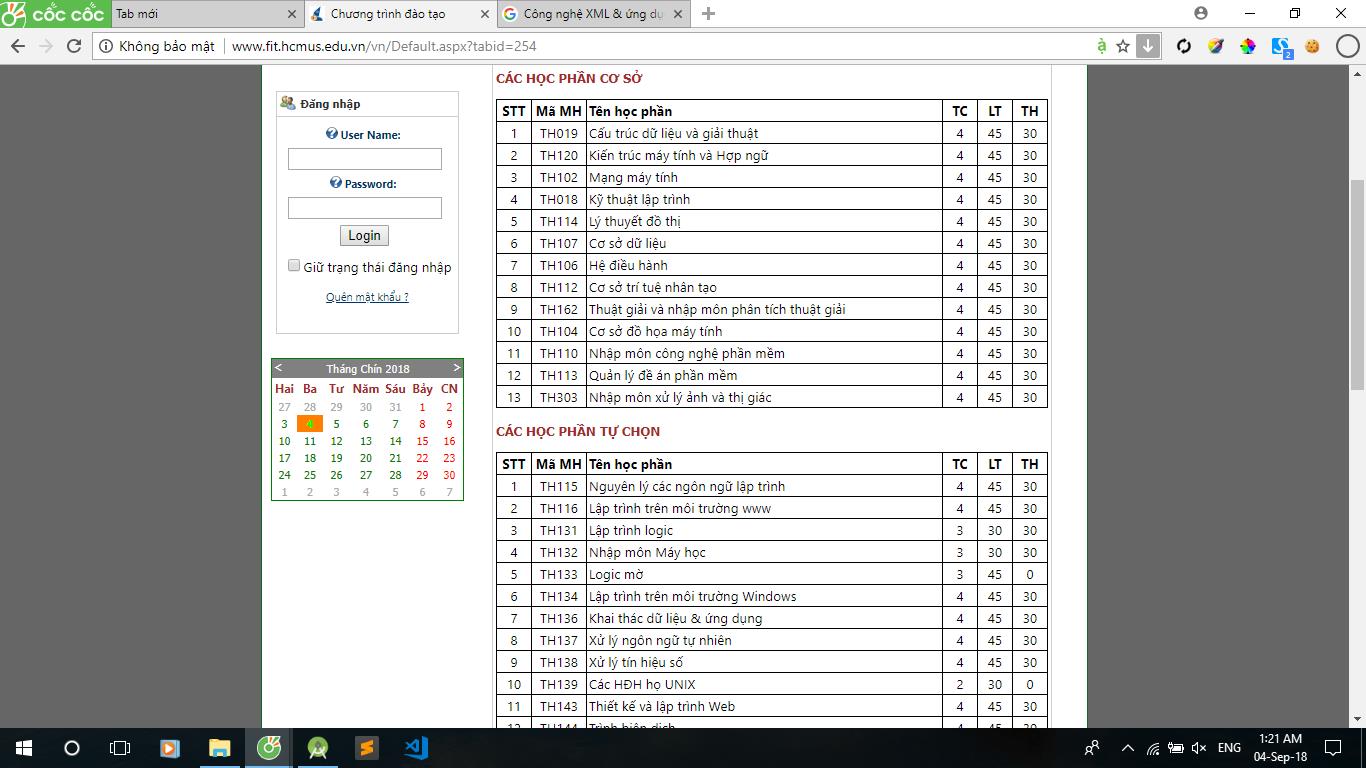 cốc cốc
Tab mới
Chương trình đào tạo
Công nghệ XML & ứng dụ
Không bảo mật
www.fit.hcmus.edu.vn/vn/Default.aspx?tabid=254
Đăng nhập
User Name:
Password:
Login
Giữ trạng thái đăng nhập
Quên mật khẩu ?
< Tháng Chín 2018 >
Hai Ba Tư Năm Sáu Bảy CN
27 28 29 30 31 1 2
3 4 5 6 7 8 9
10 11 12 13 14 15 16
17 18 19 20 21 22 23
24 25 26 27 28 29 30
1 2 3 4 5 6 7
CÁC HỌC PHẦN CƠ SỞ
STT Mã MH Tên học phần TC LT TH
1 TH019 Cấu trúc dữ liệu và giải thuật 4 45 30
2 TH120 Kiến trúc máy tính và Hợp ngữ 4 45 30
3 TH102 Mạng máy tính 4 45 30
4 TH018 Kỹ thuật lập trình 4 45 30
5 TH114 Lý thuyết đồ thị 4 45 30
6 TH107 Cơ sở dữ liệu 4 45 30
7 TH106 Hệ điều hành 4 45 30
8 TH112 Cơ sở trí tuệ nhân tạo 4 45 30
9 TH162 Thuật giải và nhập môn phân tích thuật giải 4 45 30
10 TH104 Cơ sở đồ họa máy tính 4 45 30
11 TH110 Nhập môn công nghệ phần mềm 4 45 30
12 TH113 Quản lý đề án phần mềm 4 45 30
13 TH303 Nhập môn xử lý ảnh và thị giác 4 45 30
CÁC HỌC PHẦN TỰ CHỌN
STT Mã MH Tên học phần TC LT TH
1 TH115 Nguyên lý các ngôn ngữ lập trình 4 45 30
2 TH116 Lập trình trên môi trường www 4 45 30
3 TH131 Lập trình logic 3 30 30
4 TH132 Nhập môn Máy học 3 30 30
5 TH133 Logic mờ 3 45 0
6 TH134 Lập trình trên môi trường Windows 4 45 30
7 TH136 Khai thác dữ liệu & ứng dụng 4 45 30
8 TH137 Xử lý ngôn ngữ tự nhiên 4 45 30
9 TH138 Xử lý tín hiệu số 4 45 30
10 TH139 Các HĐH họ UNIX 2 30 0
11 TH143 Thiết kế và lập trình Web 4 45 30
12 TH144 Trình biên dịch 4 45 30
2
ENG
1:21 AM
04-Sep-18